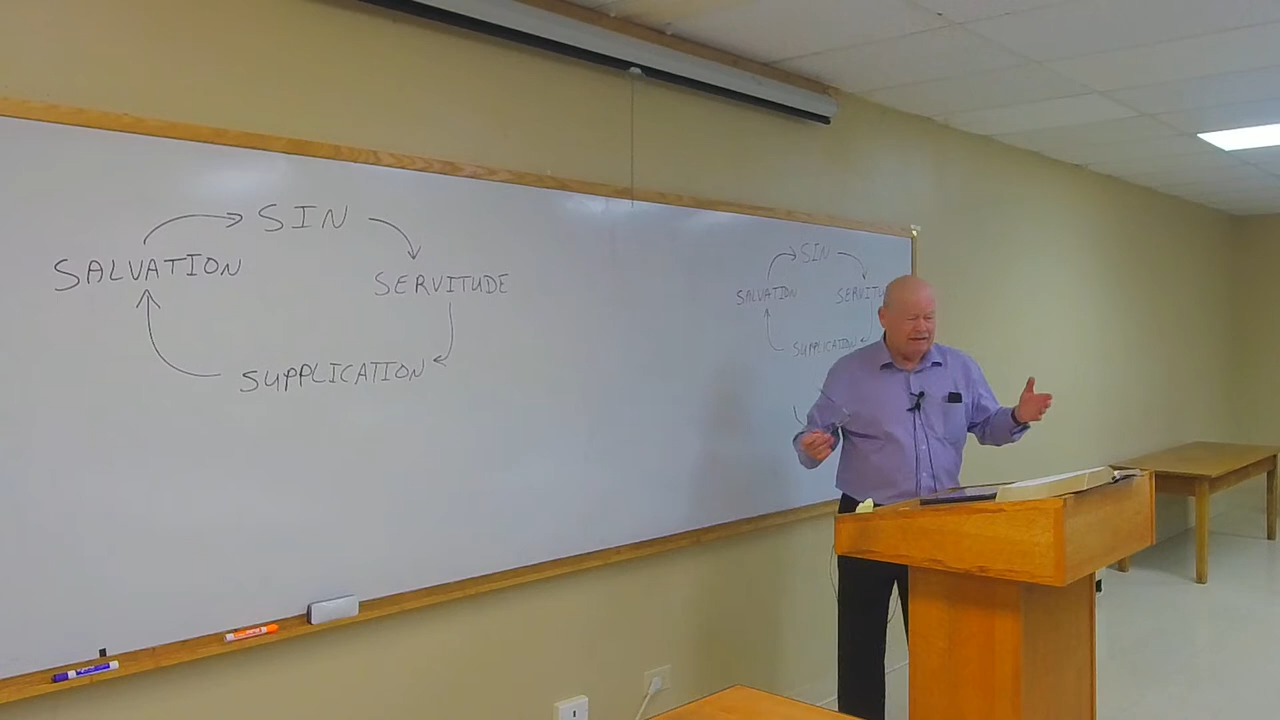 SIN
SALVATION
SERVITUDE
SUPPLICATION
SIN
SALVATION
SUPPLICATION